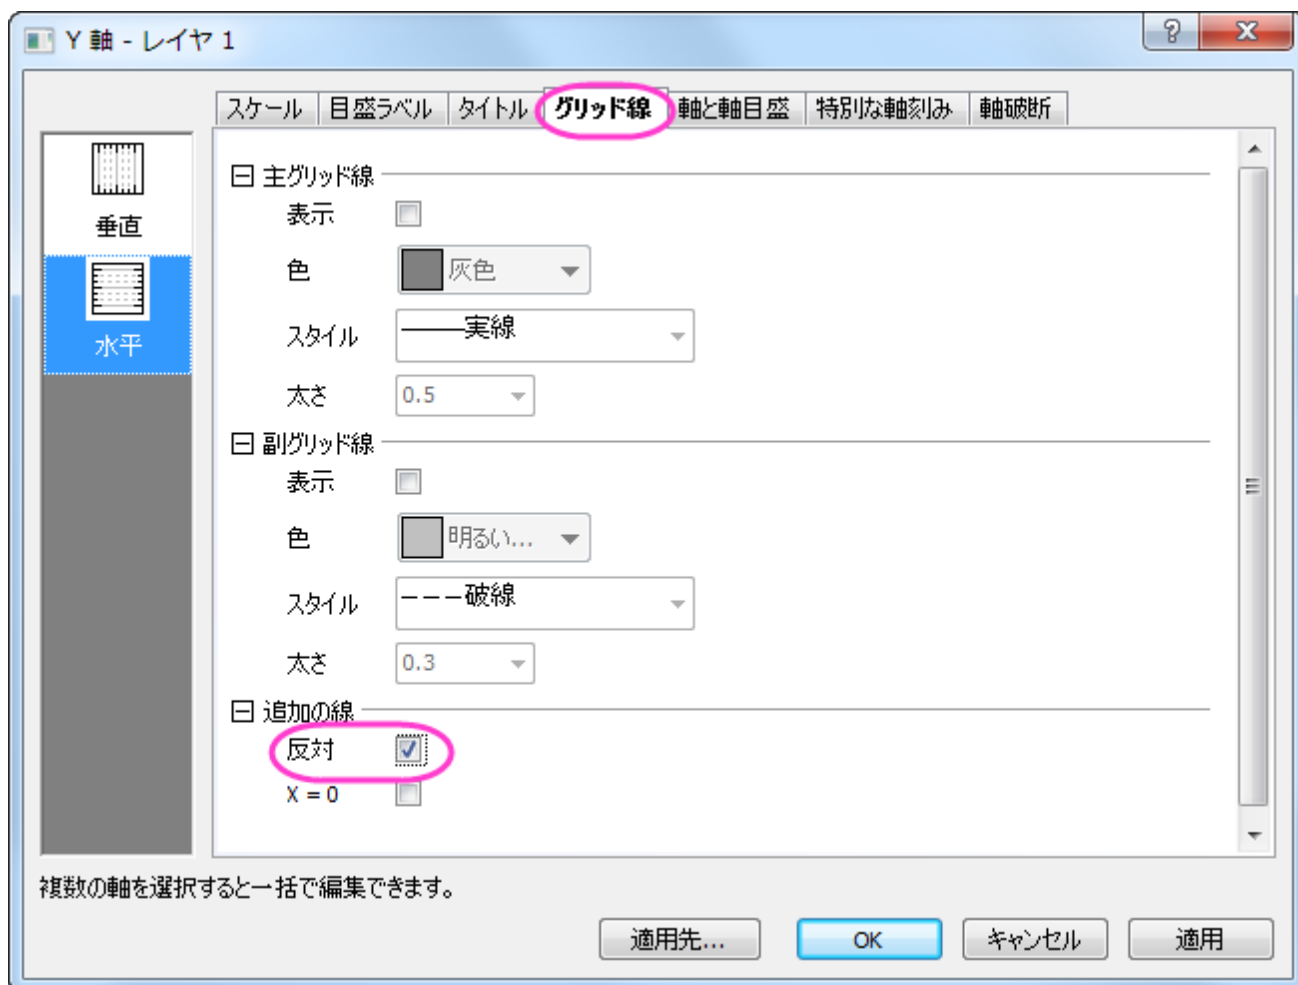 Y 軸 - レイヤ 1
スケール 目盛ラベル タイトル グリッド線 軸と軸目盛 特別な軸刻み 軸破断
垂直
水平
主グリッド線
表示
色 灰色
スタイル 実線
太さ 0.5
副グリッド線
表示
色 明るい...
スタイル 破線
太さ 0.3
追加の線
反対
X = 0
複数の軸を選択すると一括で編集できます。
適用先... OK キャンセル 適用